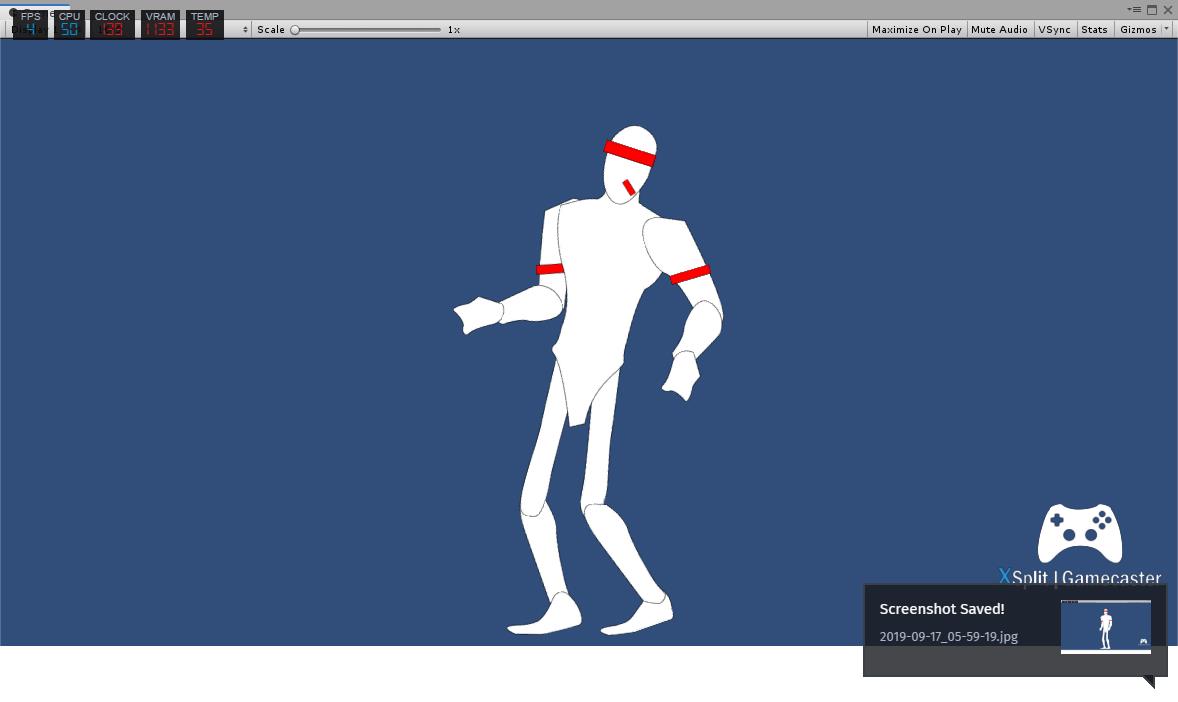 FPS CPU CLOCK VRAM TEMP
4 50 139 1133 35
Scale 1x Maximize On Play Mute Audio VSync Stats Gizmos
XSplit | Gamecaster
Screenshot Saved!
2019-09-17_05-59-19.jpg